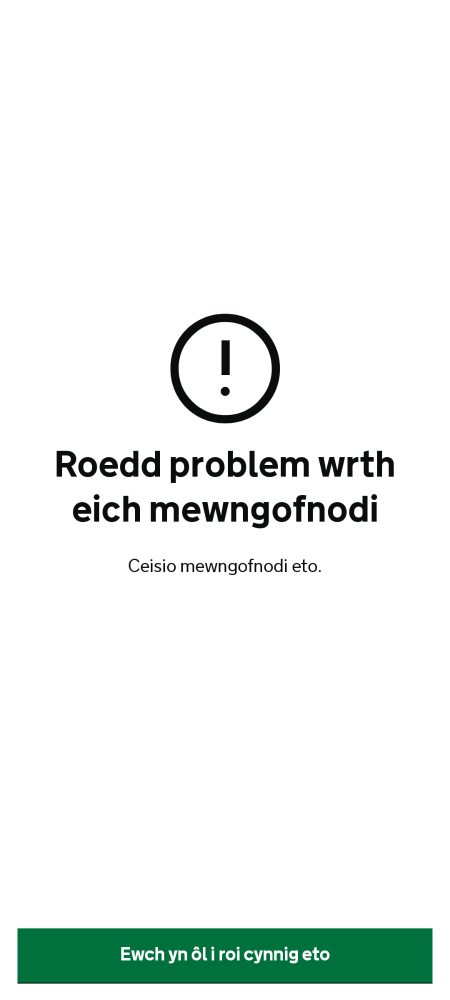 Roedd problem wrth
eich mewngofnodi
Ceisio mewngofnodi eto.
Ewch yn ôl i roi cynnig eto